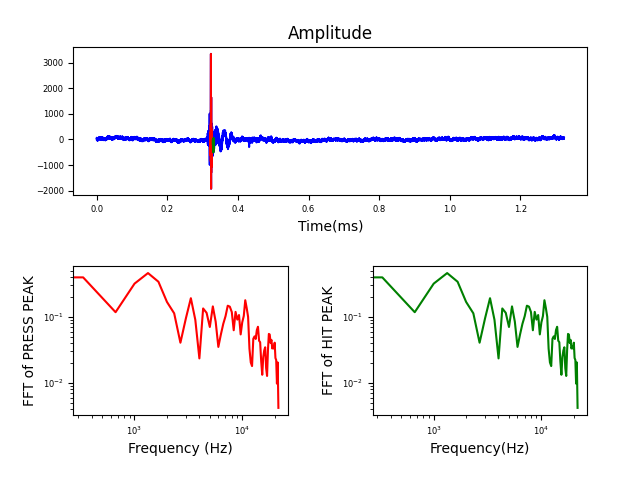 Amplitude
3000
2000
1000
0
−1000
−2000
0.0 0.2 0.4 0.6 0.8 1.0 1.2
Time(ms)
FFT of PRESS PEAK
10⁻¹
10⁻²
10³ 10⁴
Frequency (Hz)
FFT of HIT PEAK
10⁻¹
10⁻²
10³ 10⁴
Frequency(Hz)